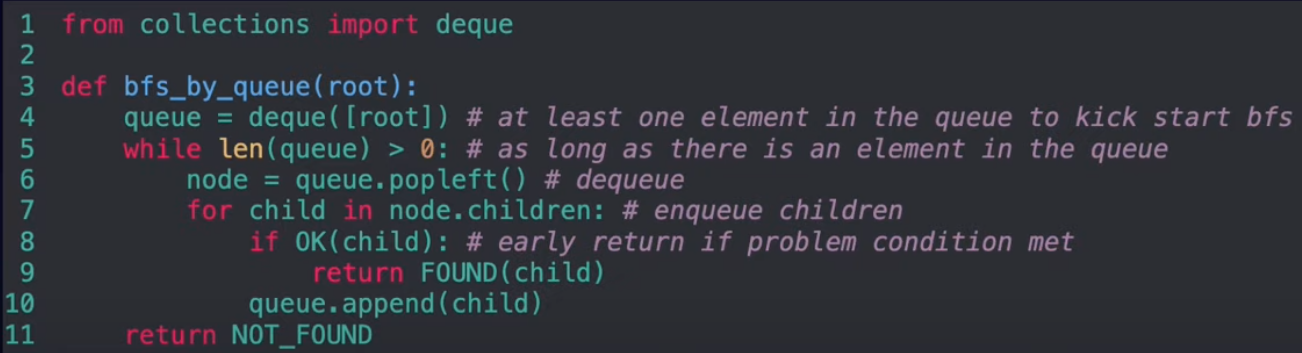 1 from collections import deque
2
3 def bfs_by_queue(root):
4     queue = deque([root]) # at least one element in the queue to kick start bfs
5     while len(queue) > 0: # as long as there is an element in the queue
6         node = queue.popleft() # dequeue
7         for child in node.children: # enqueue children
8             if OK(child): # early return if problem condition met
9                 return FOUND(child)
10             queue.append(child)
11     return NOT_FOUND